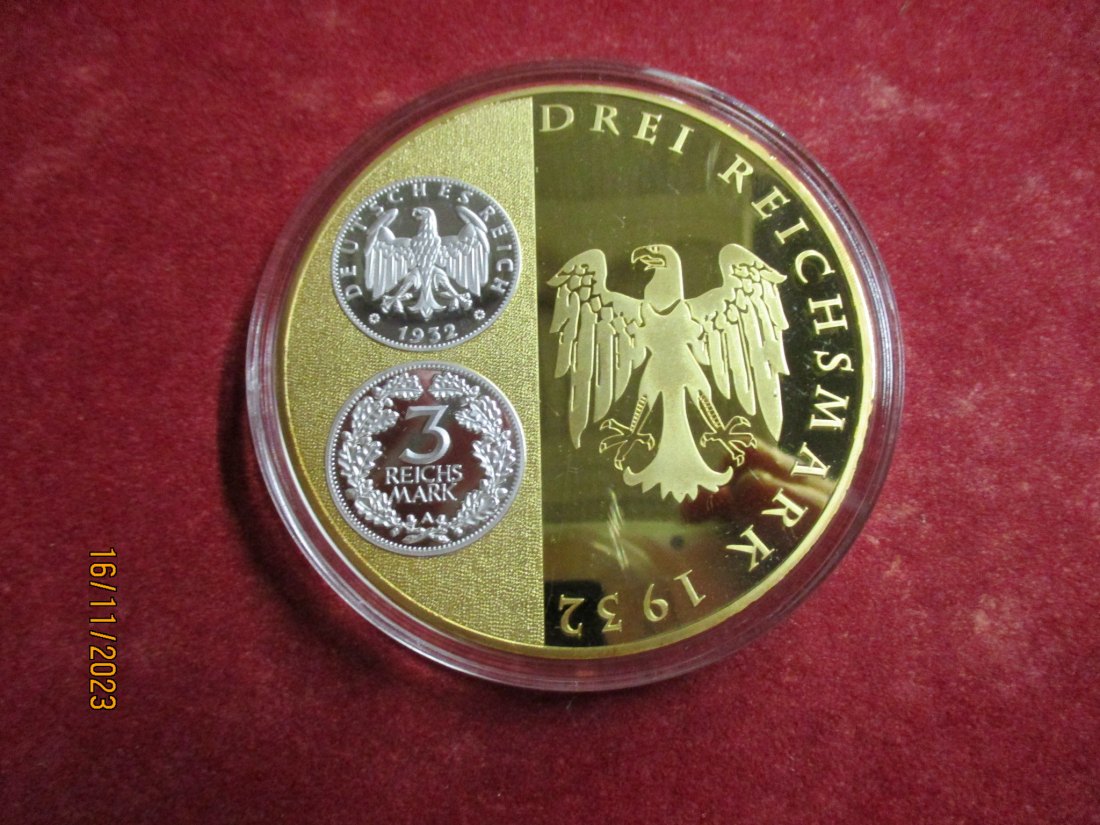 DREI REICHSMARK 1932
DEUTSCHES REICH
1932
3
REICHS
MARK
A
16/11/2023